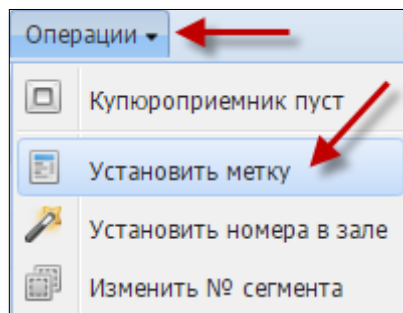 Операции
Купюроприемник пуст
Установить метку
Установить номера в зале
Изменить № сегмента